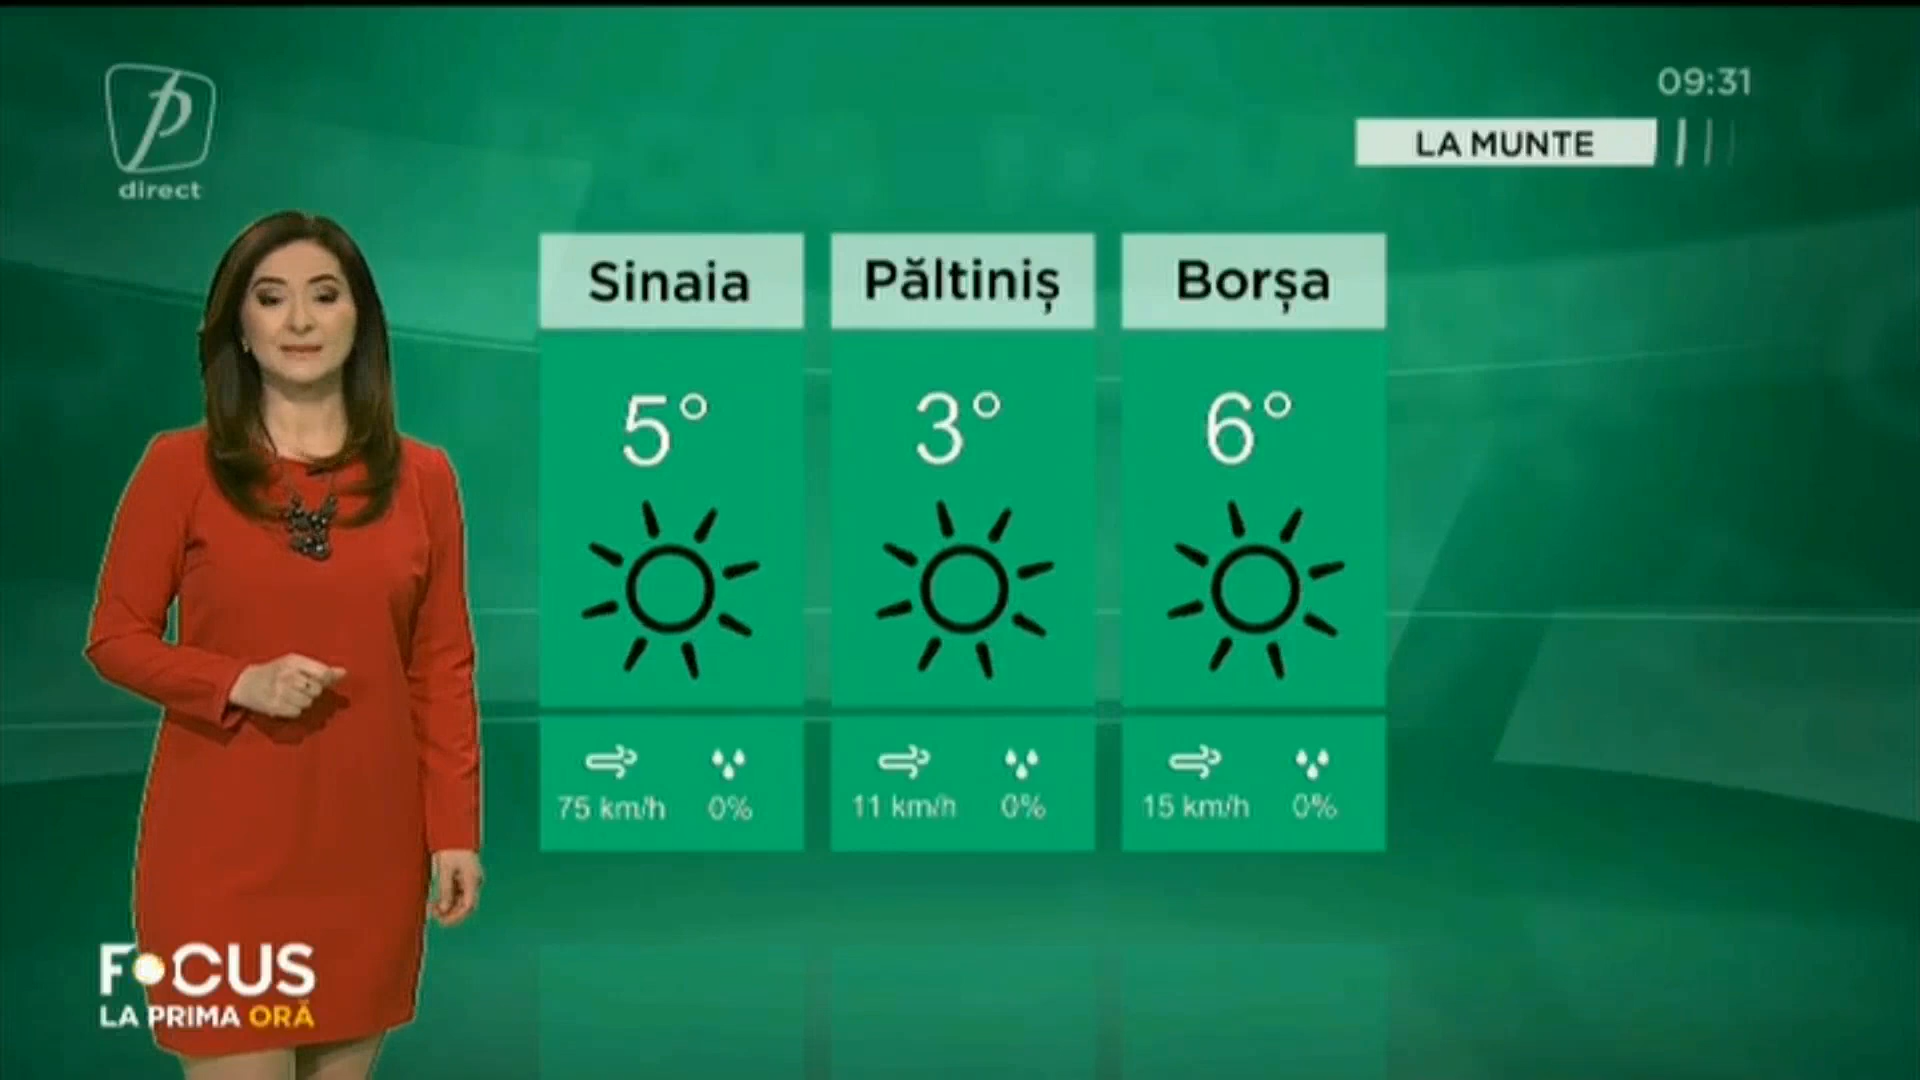 direct
09:31
LA MUNTE
Sinaia
Păltiniș
Borșa
5°
3°
6°
75 km/h 0%
11 km/h 0%
15 km/h 0%
FOCUS
LA PRIMA ORĂ